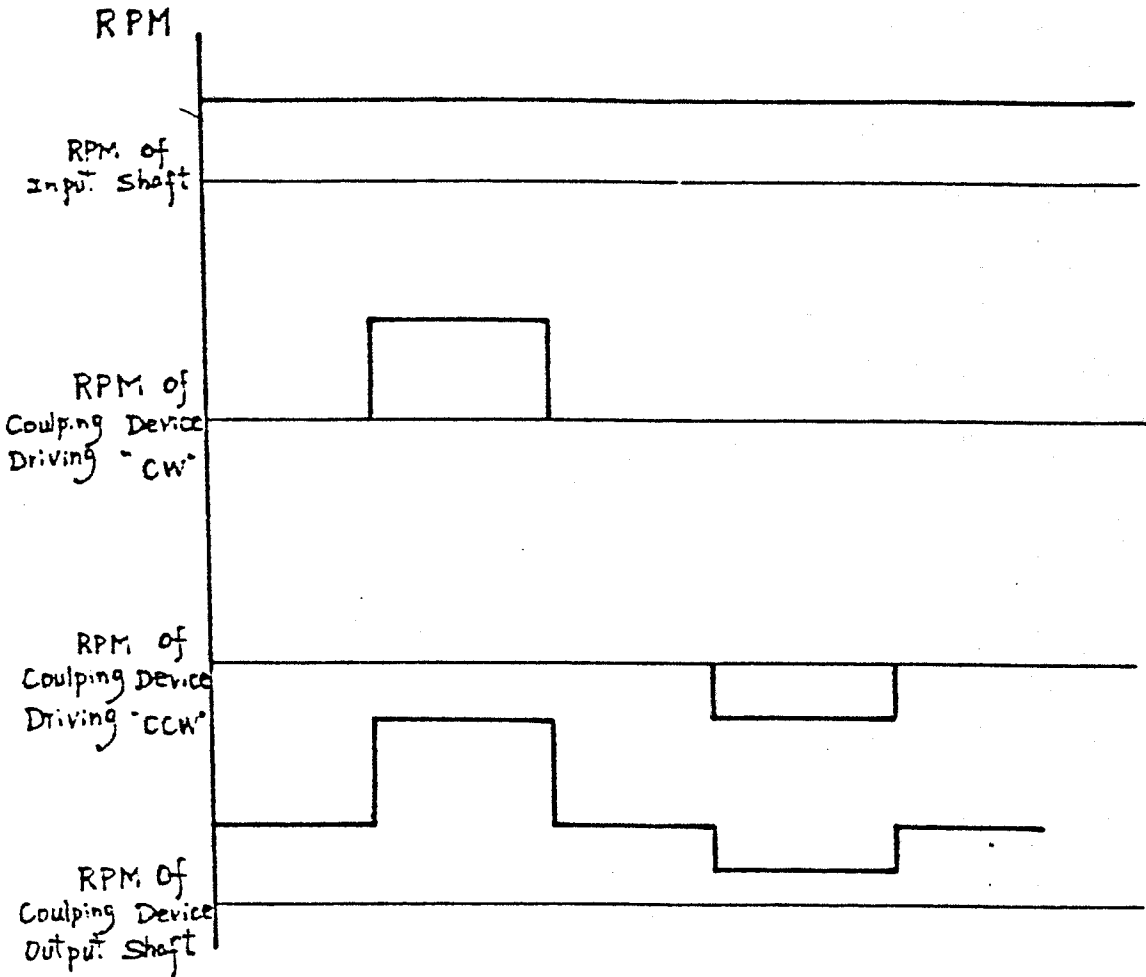 RPM
RPM of
Input Shaft
RPM of
Coulping Device
Driving "CW"
RPM of
Coulping Device
Driving "CCW"
RPM Of
Coulping Device
Output Shaft